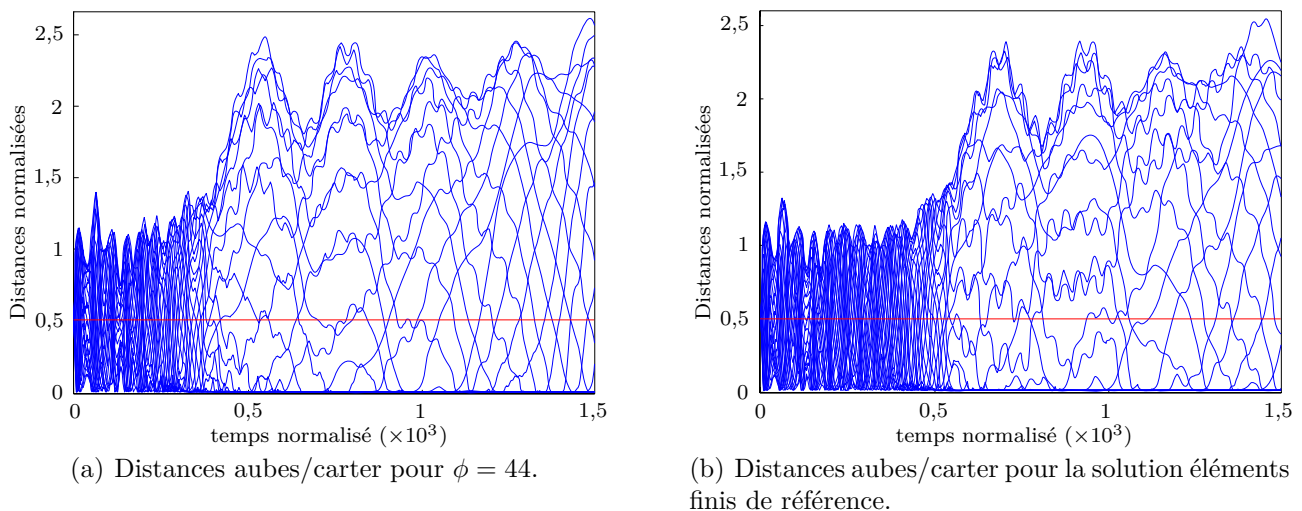 2,5
2
1,5
1
0,5
0
Distances normalisées
0
0,5
1
1,5
temps normalisé (×10³)
(a) Distances aubes/carter pour ϕ = 44.
2,5
2
1,5
1
0,5
0
Distances normalisées
0
0,5
1
1,5
temps normalisé (×10³)
(b) Distances aubes/carter pour la solution éléments
finis de référence.